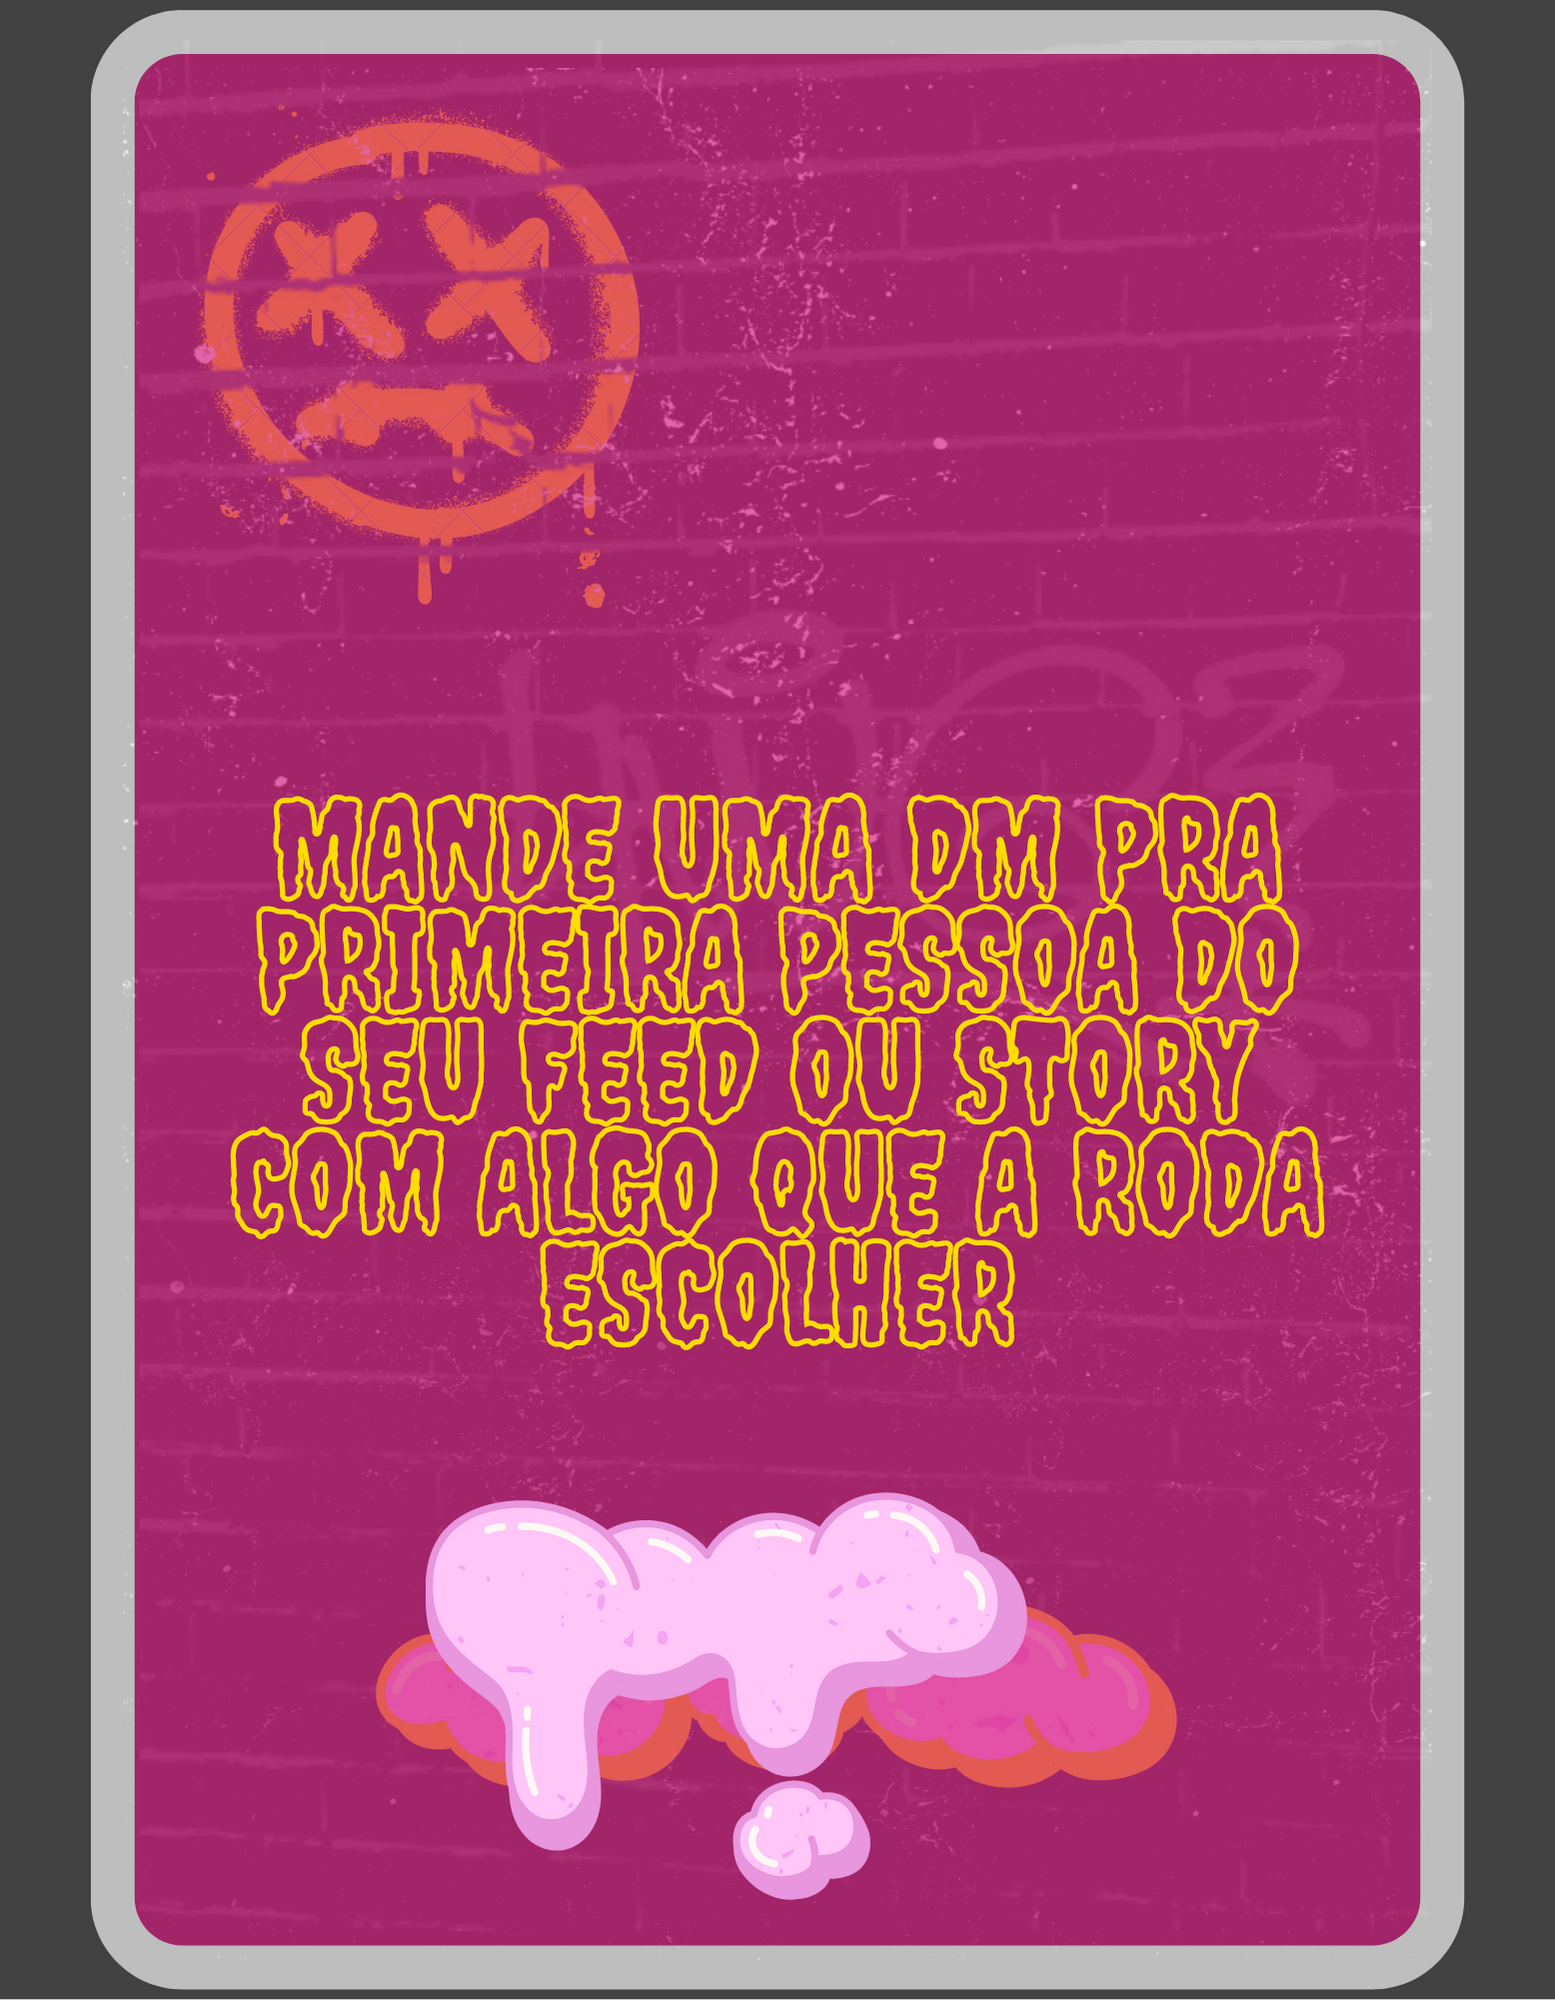 MANDE UMA DM PRA
PRIMEIRA PESSOA DO
SEU FEED OU STORY
COM ALGO QUE A RODA
ESCOLHER